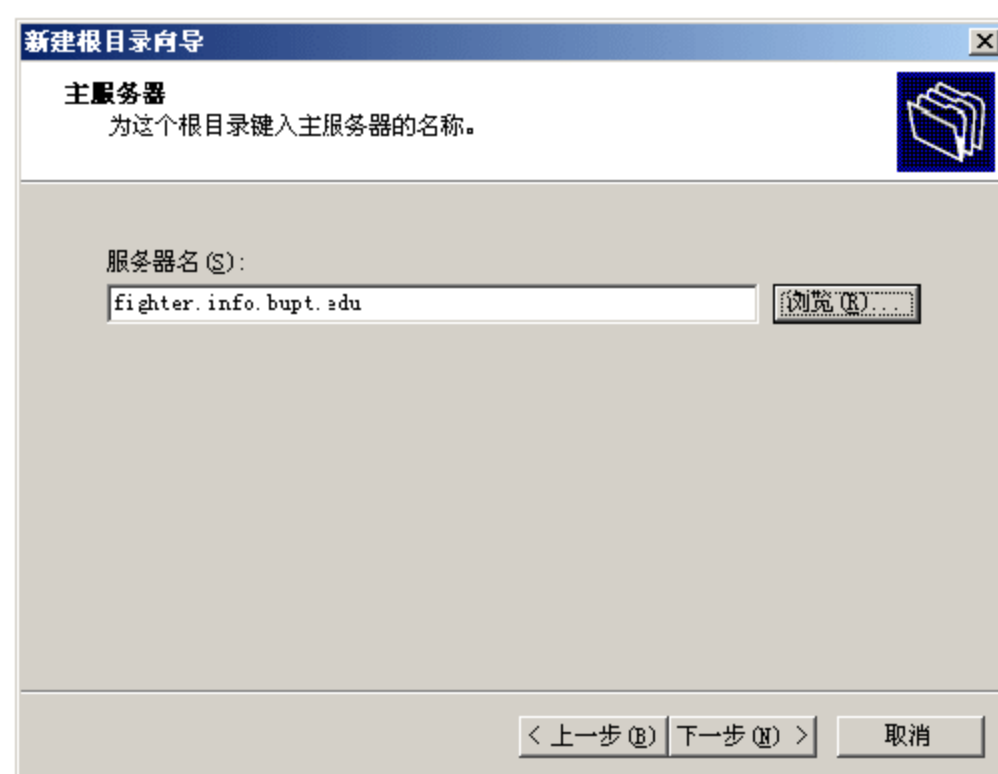 新建根目录向导
主服务器
为这个根目录键入主服务器的名称。
服务器名(S):
fighter.info.bupt.edu
浏览(R)...
< 上一步(B)
下一步(N) >
取消